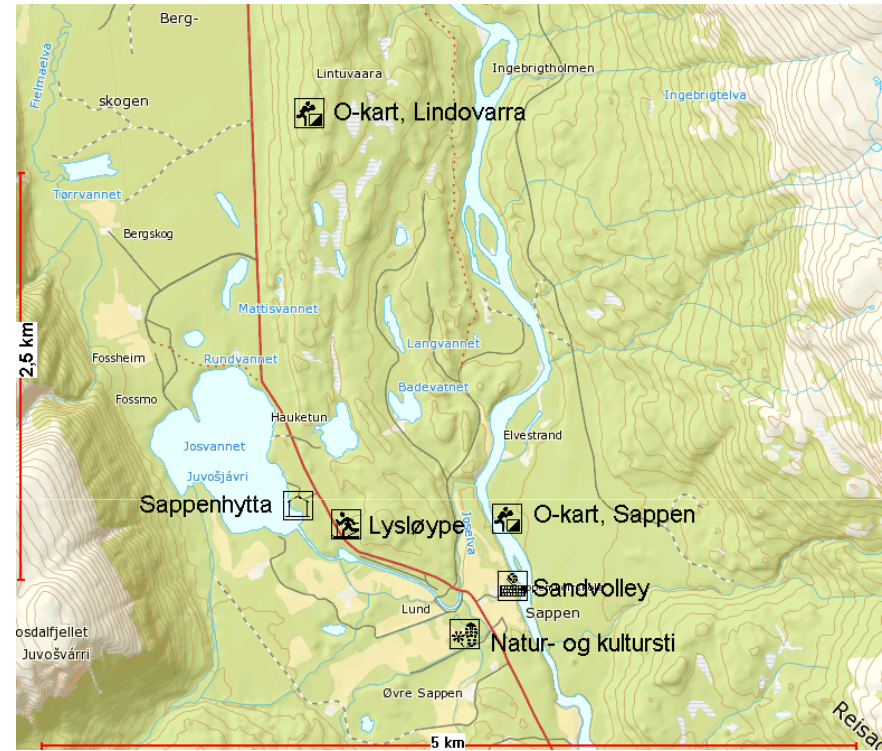 Berg-
skogen
Fielmaelva
Lintuvaara
Ingebrigtholmen
Ingebrigtelva
O-kart, Lindovarra
Tørrvannet
Bergskog
Mattisvannet
2,5 km
Fossheim
Rundvannet
Langvannet
Fossmo
Badevatnet
Hauketun
Elvestrand
Josvannet
Juvošjávri
Sappenhytta
Lysløype
Joselva
O-kart, Sappen
Sandvolley
Lund
Sappen
osdalfjellet
Juvošvárri
Natur- og kultursti
Øvre Sappen
Reisa
5 km